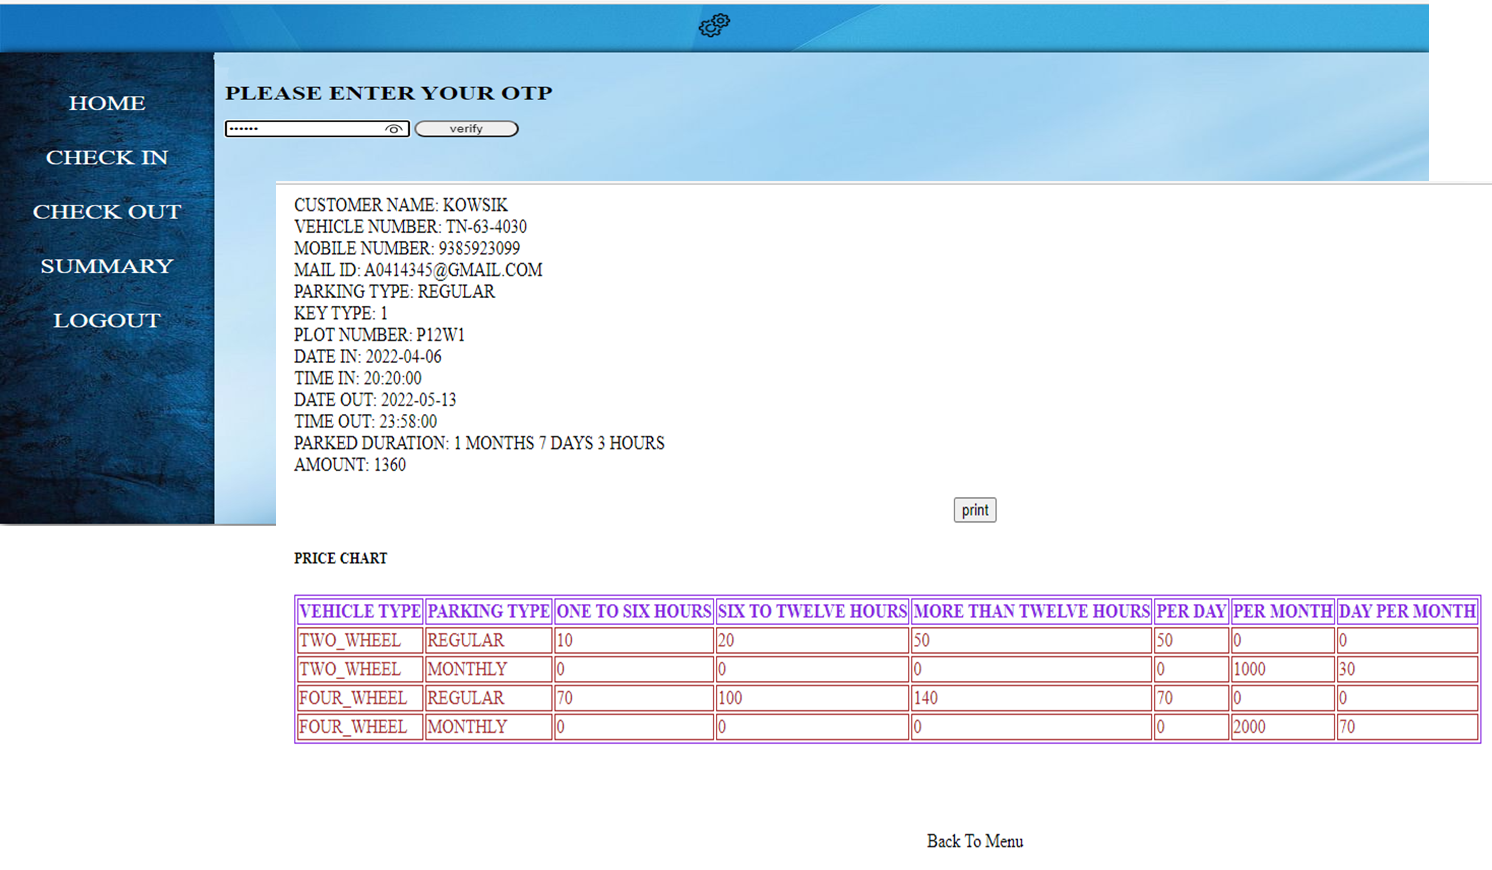 HOME
CHECK IN
CHECK OUT
SUMMARY
LOGOUT
PLEASE ENTER YOUR OTP
•••••• verify
CUSTOMER NAME: KOWSIK
VEHICLE NUMBER: TN-63-4030
MOBILE NUMBER: 9385923099
MAIL ID: A0414345@GMAIL.COM
PARKING TYPE: REGULAR
KEY TYPE: 1
PLOT NUMBER: P12W1
DATE IN: 2022-04-06
TIME IN: 20:20:00
DATE OUT: 2022-05-13
TIME OUT: 23:58:00
PARKED DURATION: 1 MONTHS 7 DAYS 3 HOURS
AMOUNT: 1360
print
PRICE CHART
VEHICLE TYPE PARKING TYPE ONE TO SIX HOURS SIX TO TWELVE HOURS MORE THAN TWELVE HOURS PER DAY PER MONTH DAY PER MONTH
TWO_WHEEL REGULAR 10 20 50 50 0 0
TWO_WHEEL MONTHLY 0 0 0 0 1000 30
FOUR_WHEEL REGULAR 70 100 140 70 0 0
FOUR_WHEEL MONTHLY 0 0 0 0 2000 70
Back To Menu